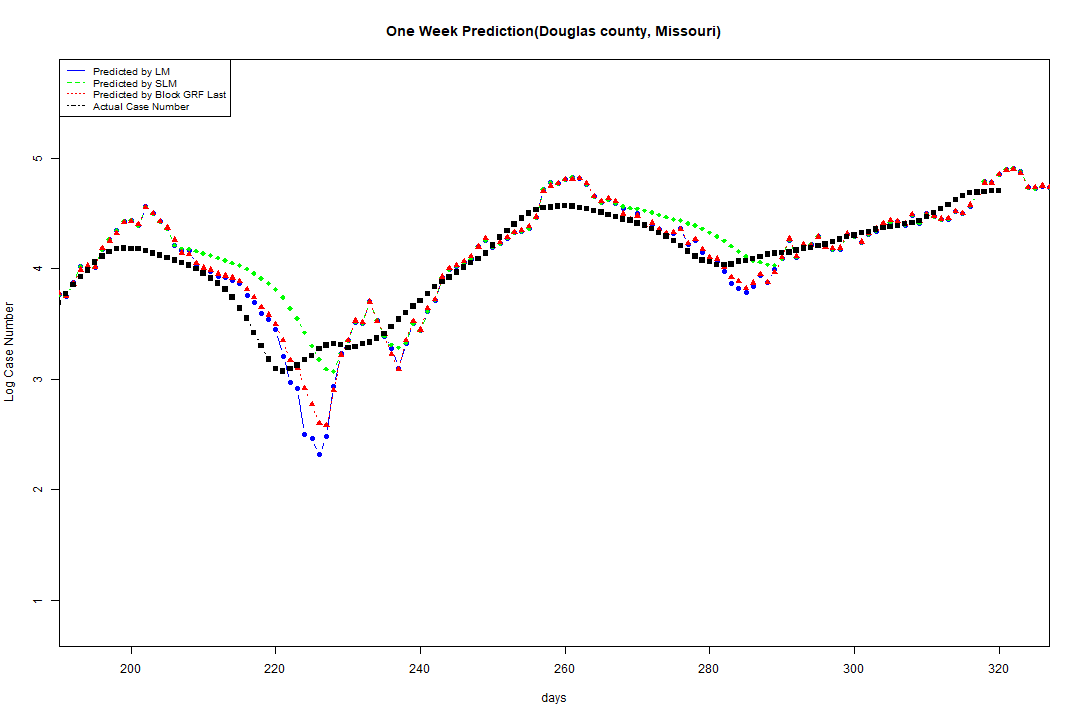 One Week Prediction(Douglas county, Missouri)
Predicted by LM
Predicted by SLM
Predicted by Block GRF Last
Actual Case Number
5
4
3
2
1
Log Case Number
200 220 240 260 280 300 320
days